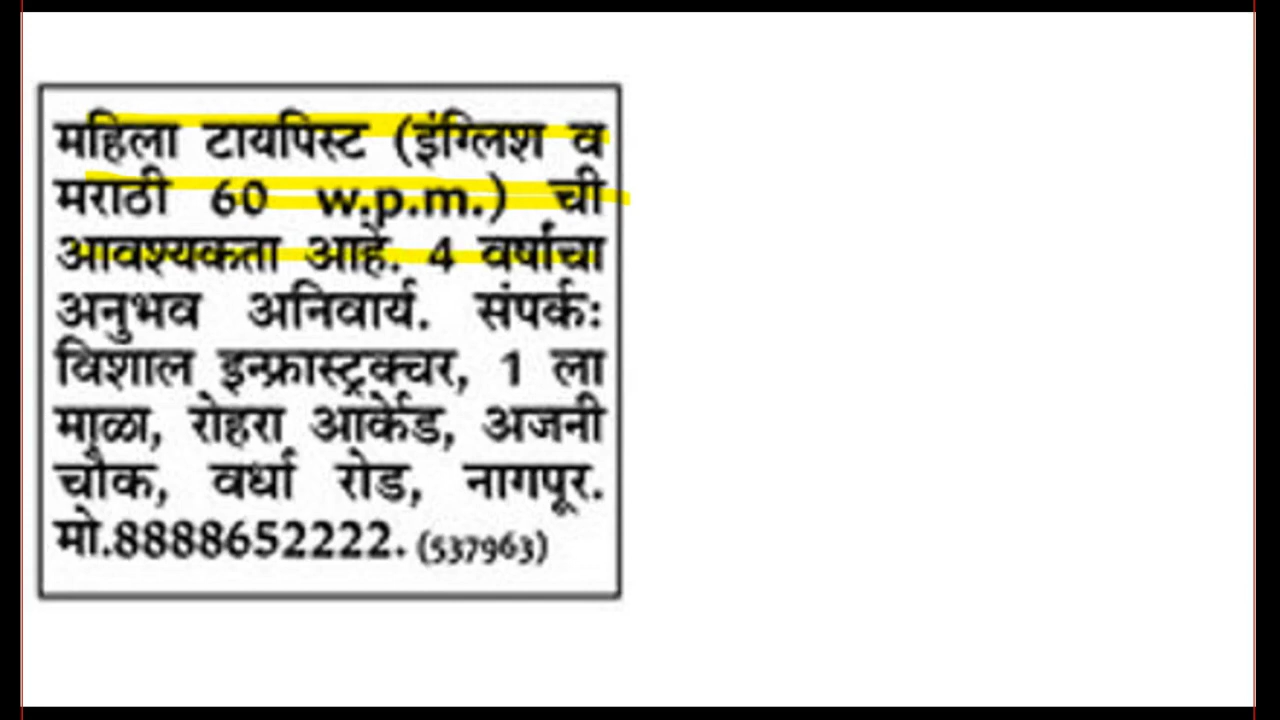 महिला टायपिस्ट (इंग्लिश व
मराठी 60 w.p.m.) ची
आवश्यकता आहे. 4 वर्षाचा
अनुभव अनिवार्य. संपर्कः
विशाल इन्फ्रास्ट्रक्चर, 1 ला
माळा, रोहरा आर्केड, अजनी
चौक, वर्धा रोड, नागपूर.
मो.8888652222. (537963)